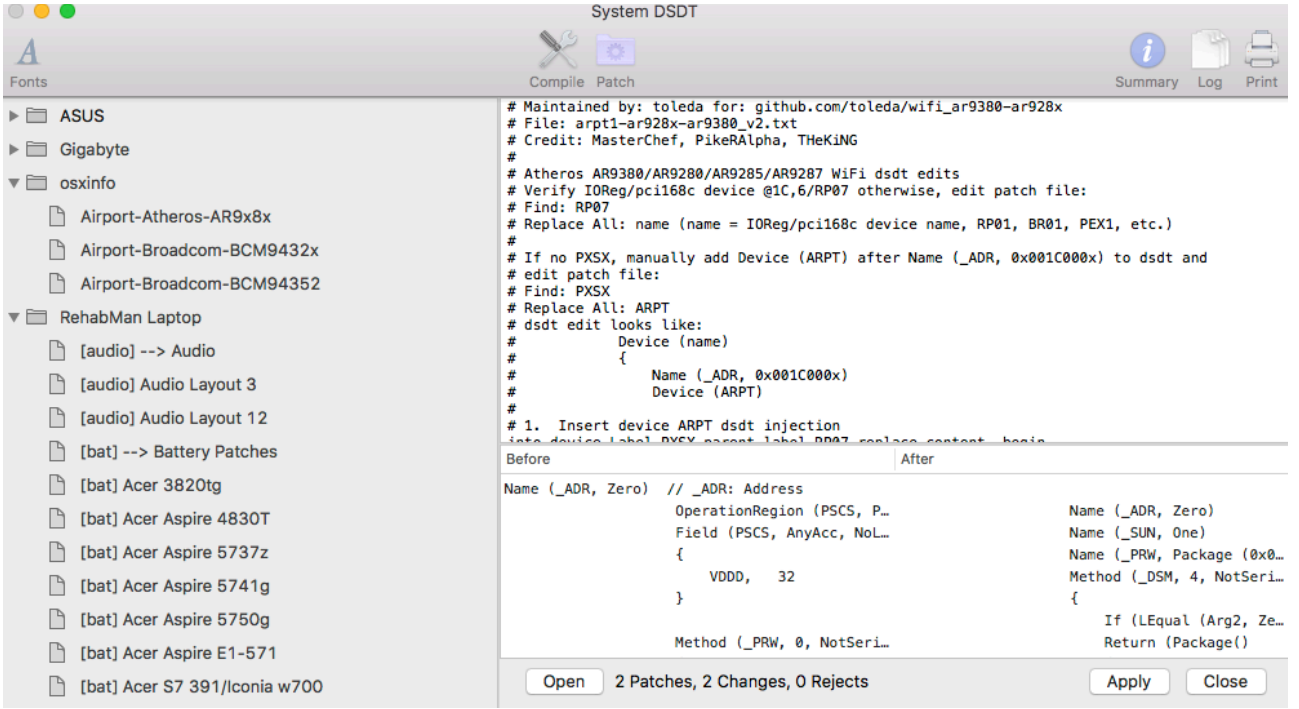 System DSDT
Fonts
Compile Patch
Summary Log Print
ASUS
Gigabyte
osxinfo
Airport-Atheros-AR9x8x
Airport-Broadcom-BCM9432x
Airport-Broadcom-BCM94352
RehabMan Laptop
[audio] --> Audio
[audio] Audio Layout 3
[audio] Audio Layout 12
[bat] --> Battery Patches
[bat] Acer 3820tg
[bat] Acer Aspire 4830T
[bat] Acer Aspire 5737z
[bat] Acer Aspire 5741g
[bat] Acer Aspire 5750g
[bat] Acer Aspire E1-571
[bat] Acer S7 391/Iconia w700
# Maintained by: toleda for: github.com/toleda/wifi_ar9380-ar928x
# File: arpt1-ar928x-ar9380_v2.txt
# Credit: MasterChef, PikeRAlpha, THeKiNG
#
# Atheros AR9380/AR9280/AR9285/AR9287 WiFi dsdt edits
# Verify IOReg/pci168c device @1C,6/RP07 otherwise, edit patch file:
# Find: RP07
# Replace All: name (name = IOReg/pci168c device name, RP01, BR01, PEX1, etc.)
#
# If no PXSX, manually add Device (ARPT) after Name (_ADR, 0x001C000x) to dsdt and
# edit patch file:
# Find: PXSX
# Replace All: ARPT
# dsdt edit looks like:
# Device (name)
# {
# Name (_ADR, 0x001C000x)
# Device (ARPT)
#
# 1. Insert device ARPT dsdt injection
into device label PXSX parent_label RP07 replace_content begin
Before
After
Name (_ADR, Zero) // _ADR: Address
OperationRegion (PSCS, P…
Field (PSCS, AnyAcc, NoL…
{
VDDD, 32
}
Method (_PRW, 0, NotSeri…
Name (_ADR, Zero)
Name (_SUN, One)
Name (_PRW, Package (0x0…
Method (_DSM, 4, NotSeri…
{
If (LEqual (Arg2, Ze…
Return (Package()
Open 2 Patches, 2 Changes, 0 Rejects Apply Close